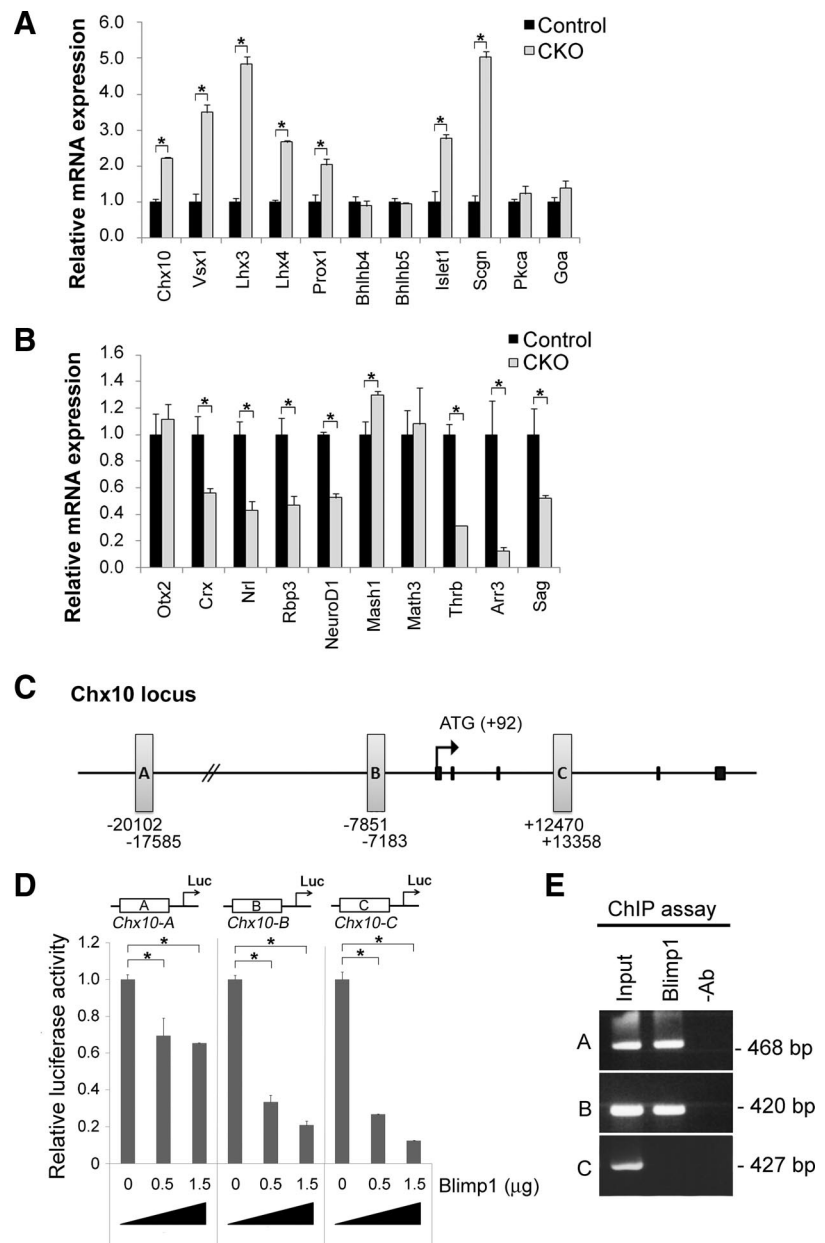 A
Relative mRNA expression
6.0
5.0
4.0
3.0
2.0
1.0
0.0
Control
CKO
* * * * * * *
Chx10 Vsx1 Lhx3 Lhx4 Prox1 Bhlhb4 Bhlhb5 Islet1 Scgn Pkca Goa
B
Relative mRNA expression
1.6
1.4
1.2
1.0
0.8
0.6
0.4
0.2
0.0
Control
CKO
* * * * * * * *
Otx2 Crx Nrl Rbp3 NeuroD1 Mash1 Math3 Thrb Arr3 Sag
C
Chx10 locus
ATG (+92)
A B C
-20102 -7851 +12470
-17585 -7183 +13358
D
Luc Luc Luc
A B C
Chx10-A Chx10-B Chx10-C
Relative luciferase activity
1.2
1.0
0.8
0.6
0.4
0.2
0
* * *
* * *
0 0.5 1.5 0 0.5 1.5 0 0.5 1.5 Blimp1 (μg)
E
ChIP assay
Input Blimp1 -Ab
A - 468 bp
B - 420 bp
C - 427 bp